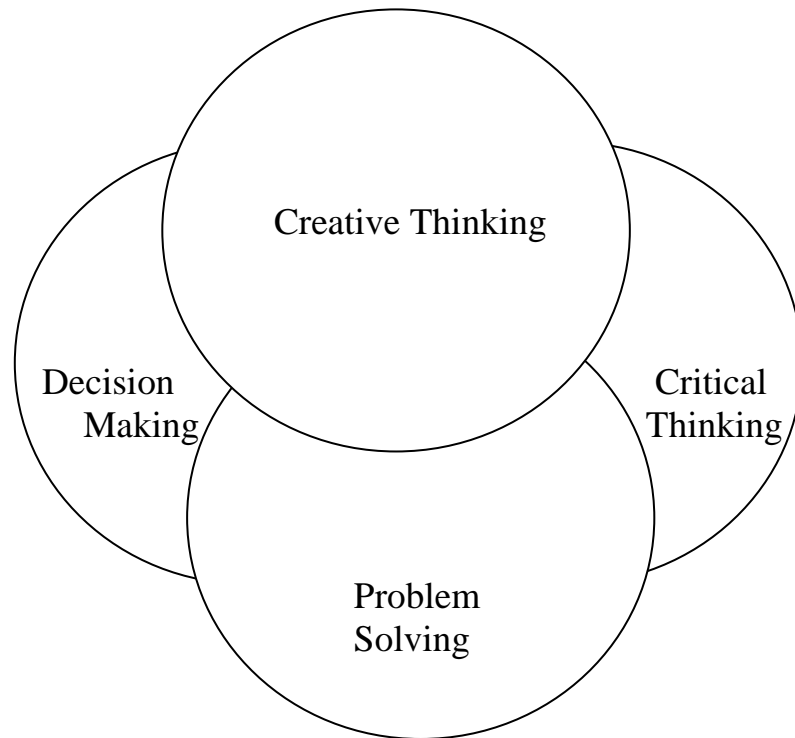 Creative Thinking
Decision
Making
Critical
Thinking
Problem
Solving